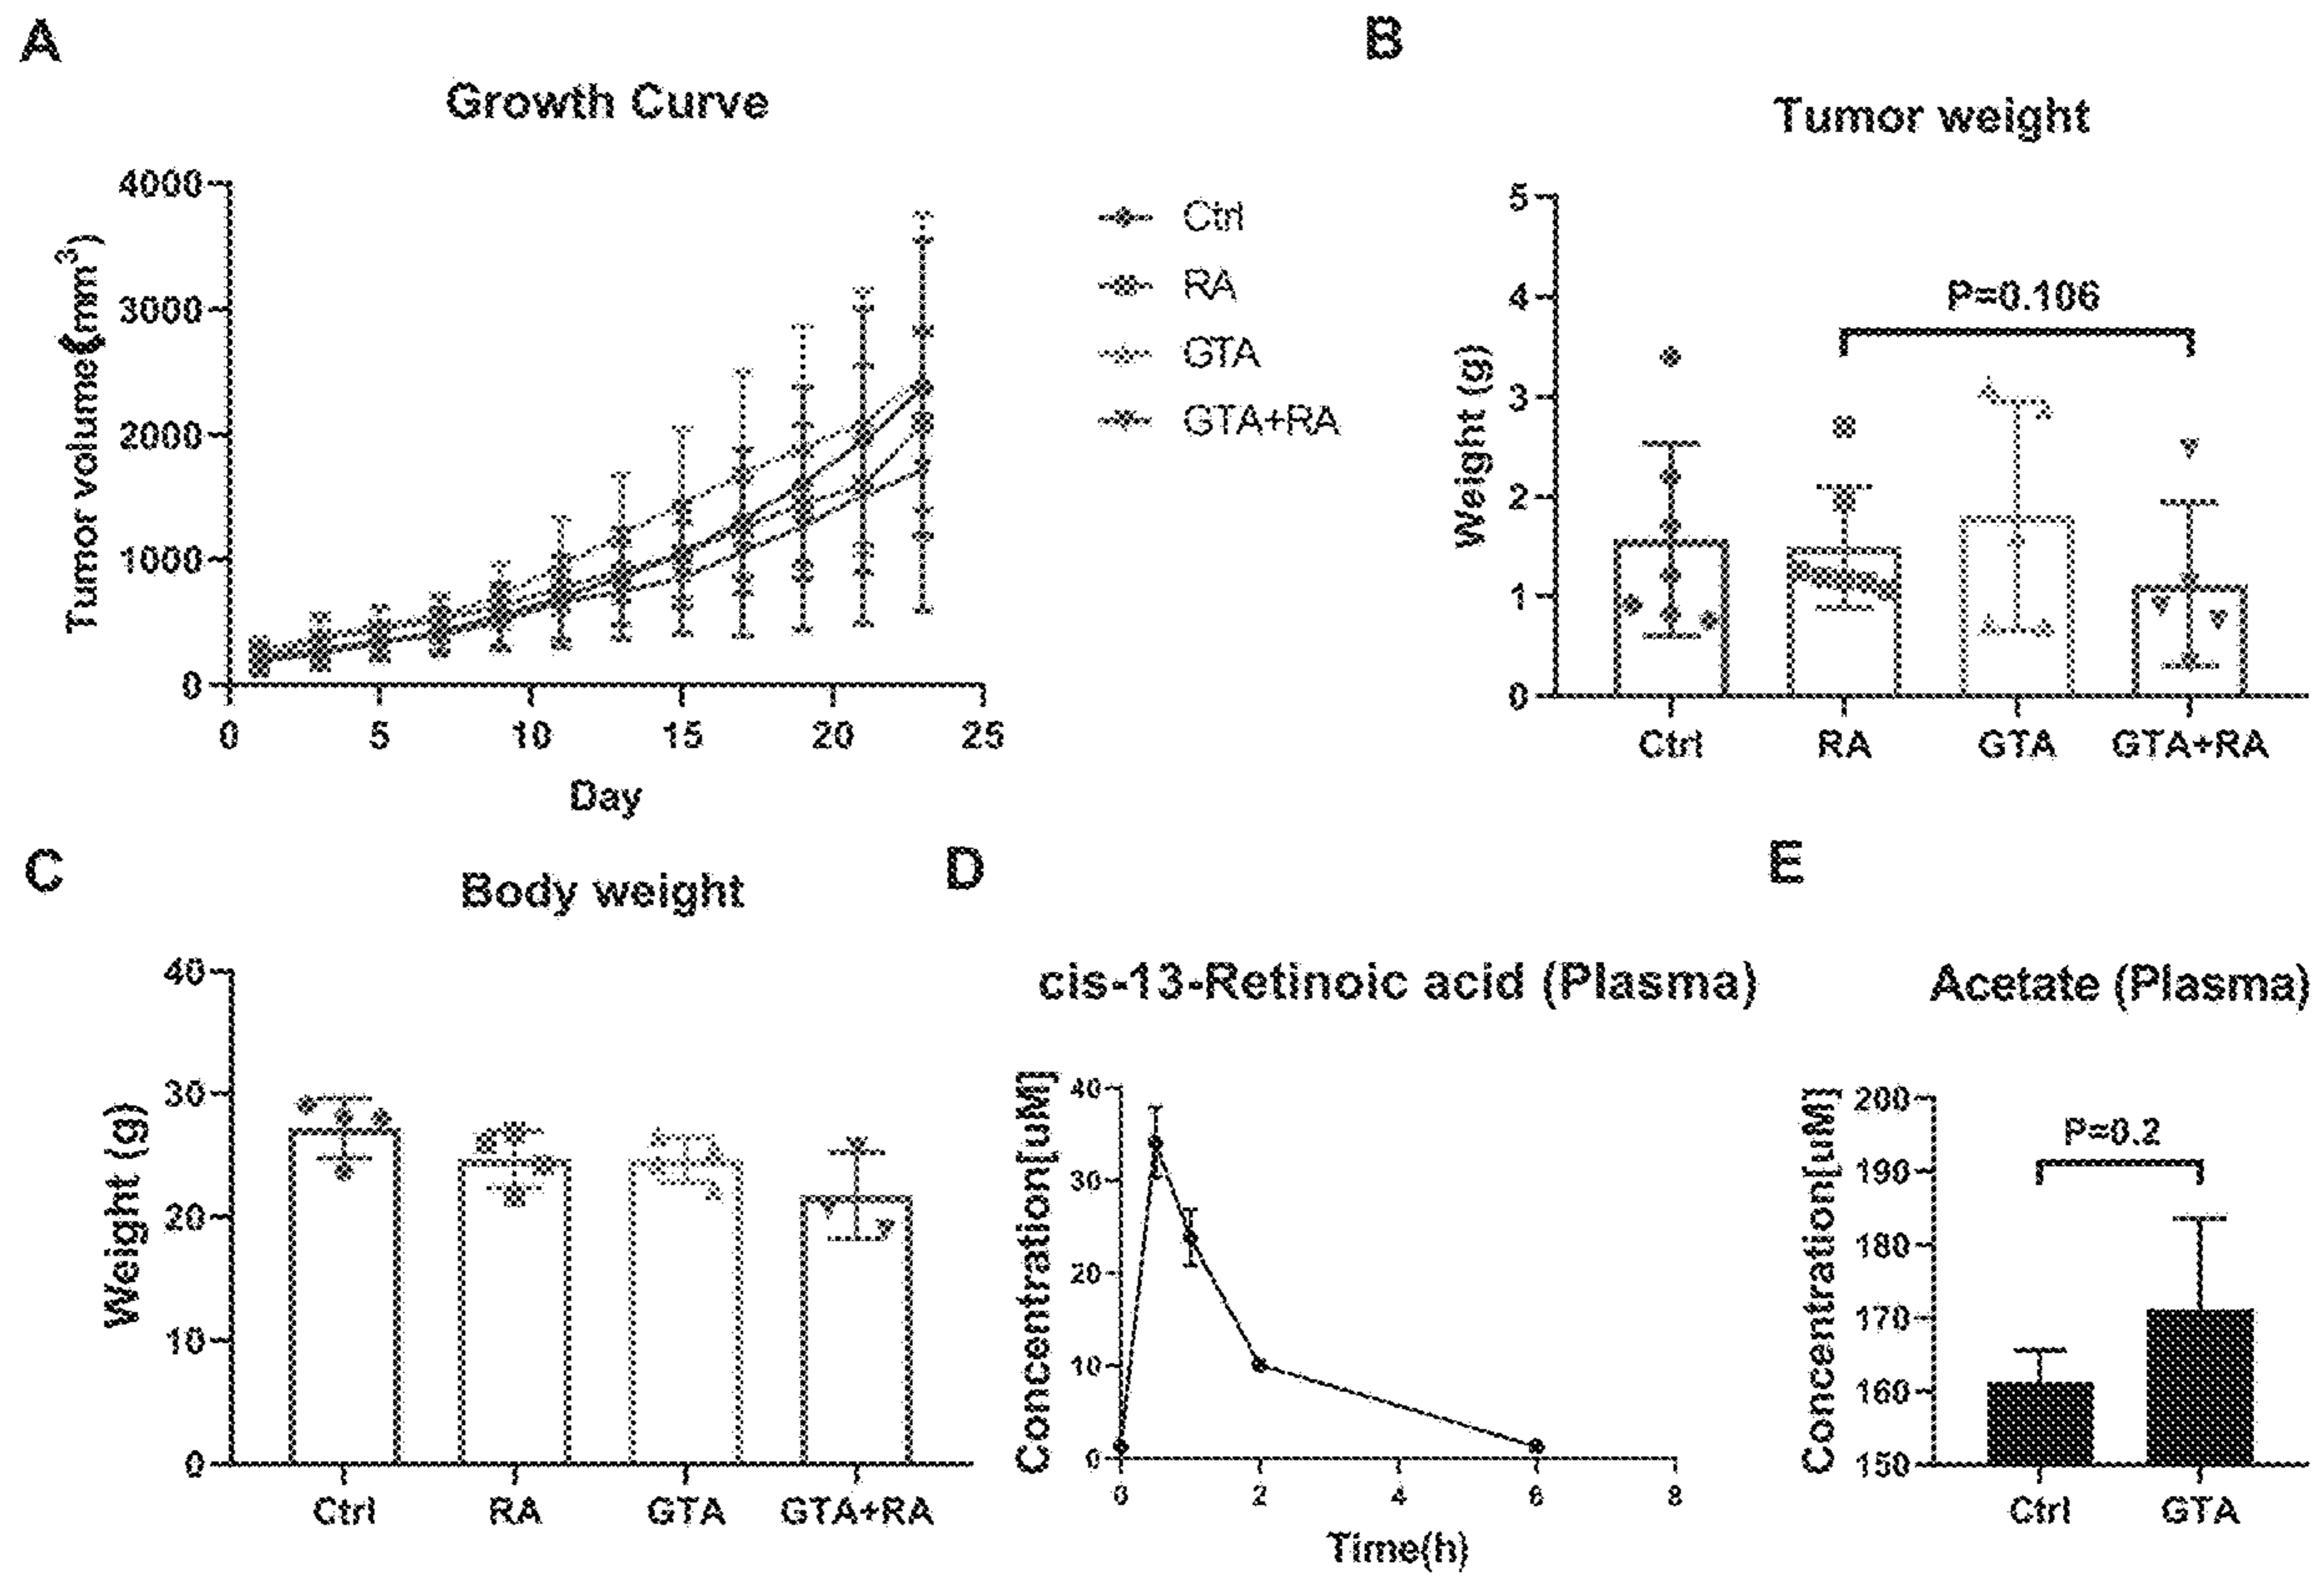 A
Growth Curve
Tumor volume(mm3)
4000
3000
2000
1000
0
0 5 10 15 20 25
Day
Ctrl
RA
GTA
GTA+RA
B
Tumor weight
Weight (g)
5
4
3
2
1
0
P=0.106
Ctrl RA GTA GTA+RA
C
Body weight
Weight (g)
40
30
20
10
0
Ctrl RA GTA GTA+RA
D
cis-13-Retinoic acid (Plasma)
Concentration[uM]
40
30
20
10
0
0 2 4 6 8
Time(h)
E
Acetate (Plasma)
Concentration[uM]
200
190
180
170
160
150
P=0.2
Ctrl GTA